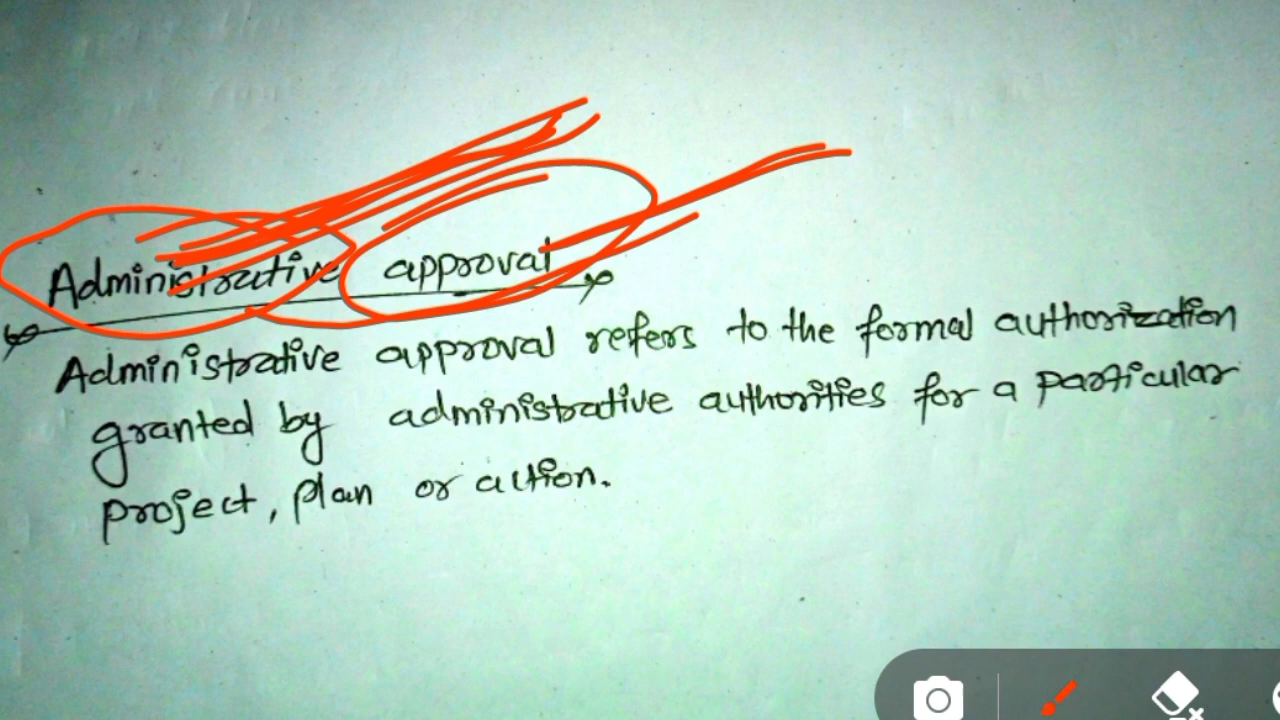 Administrative approval
Administrative approval refers to the formal authorization
granted by administrative authorities for a particular
project, plan or action.